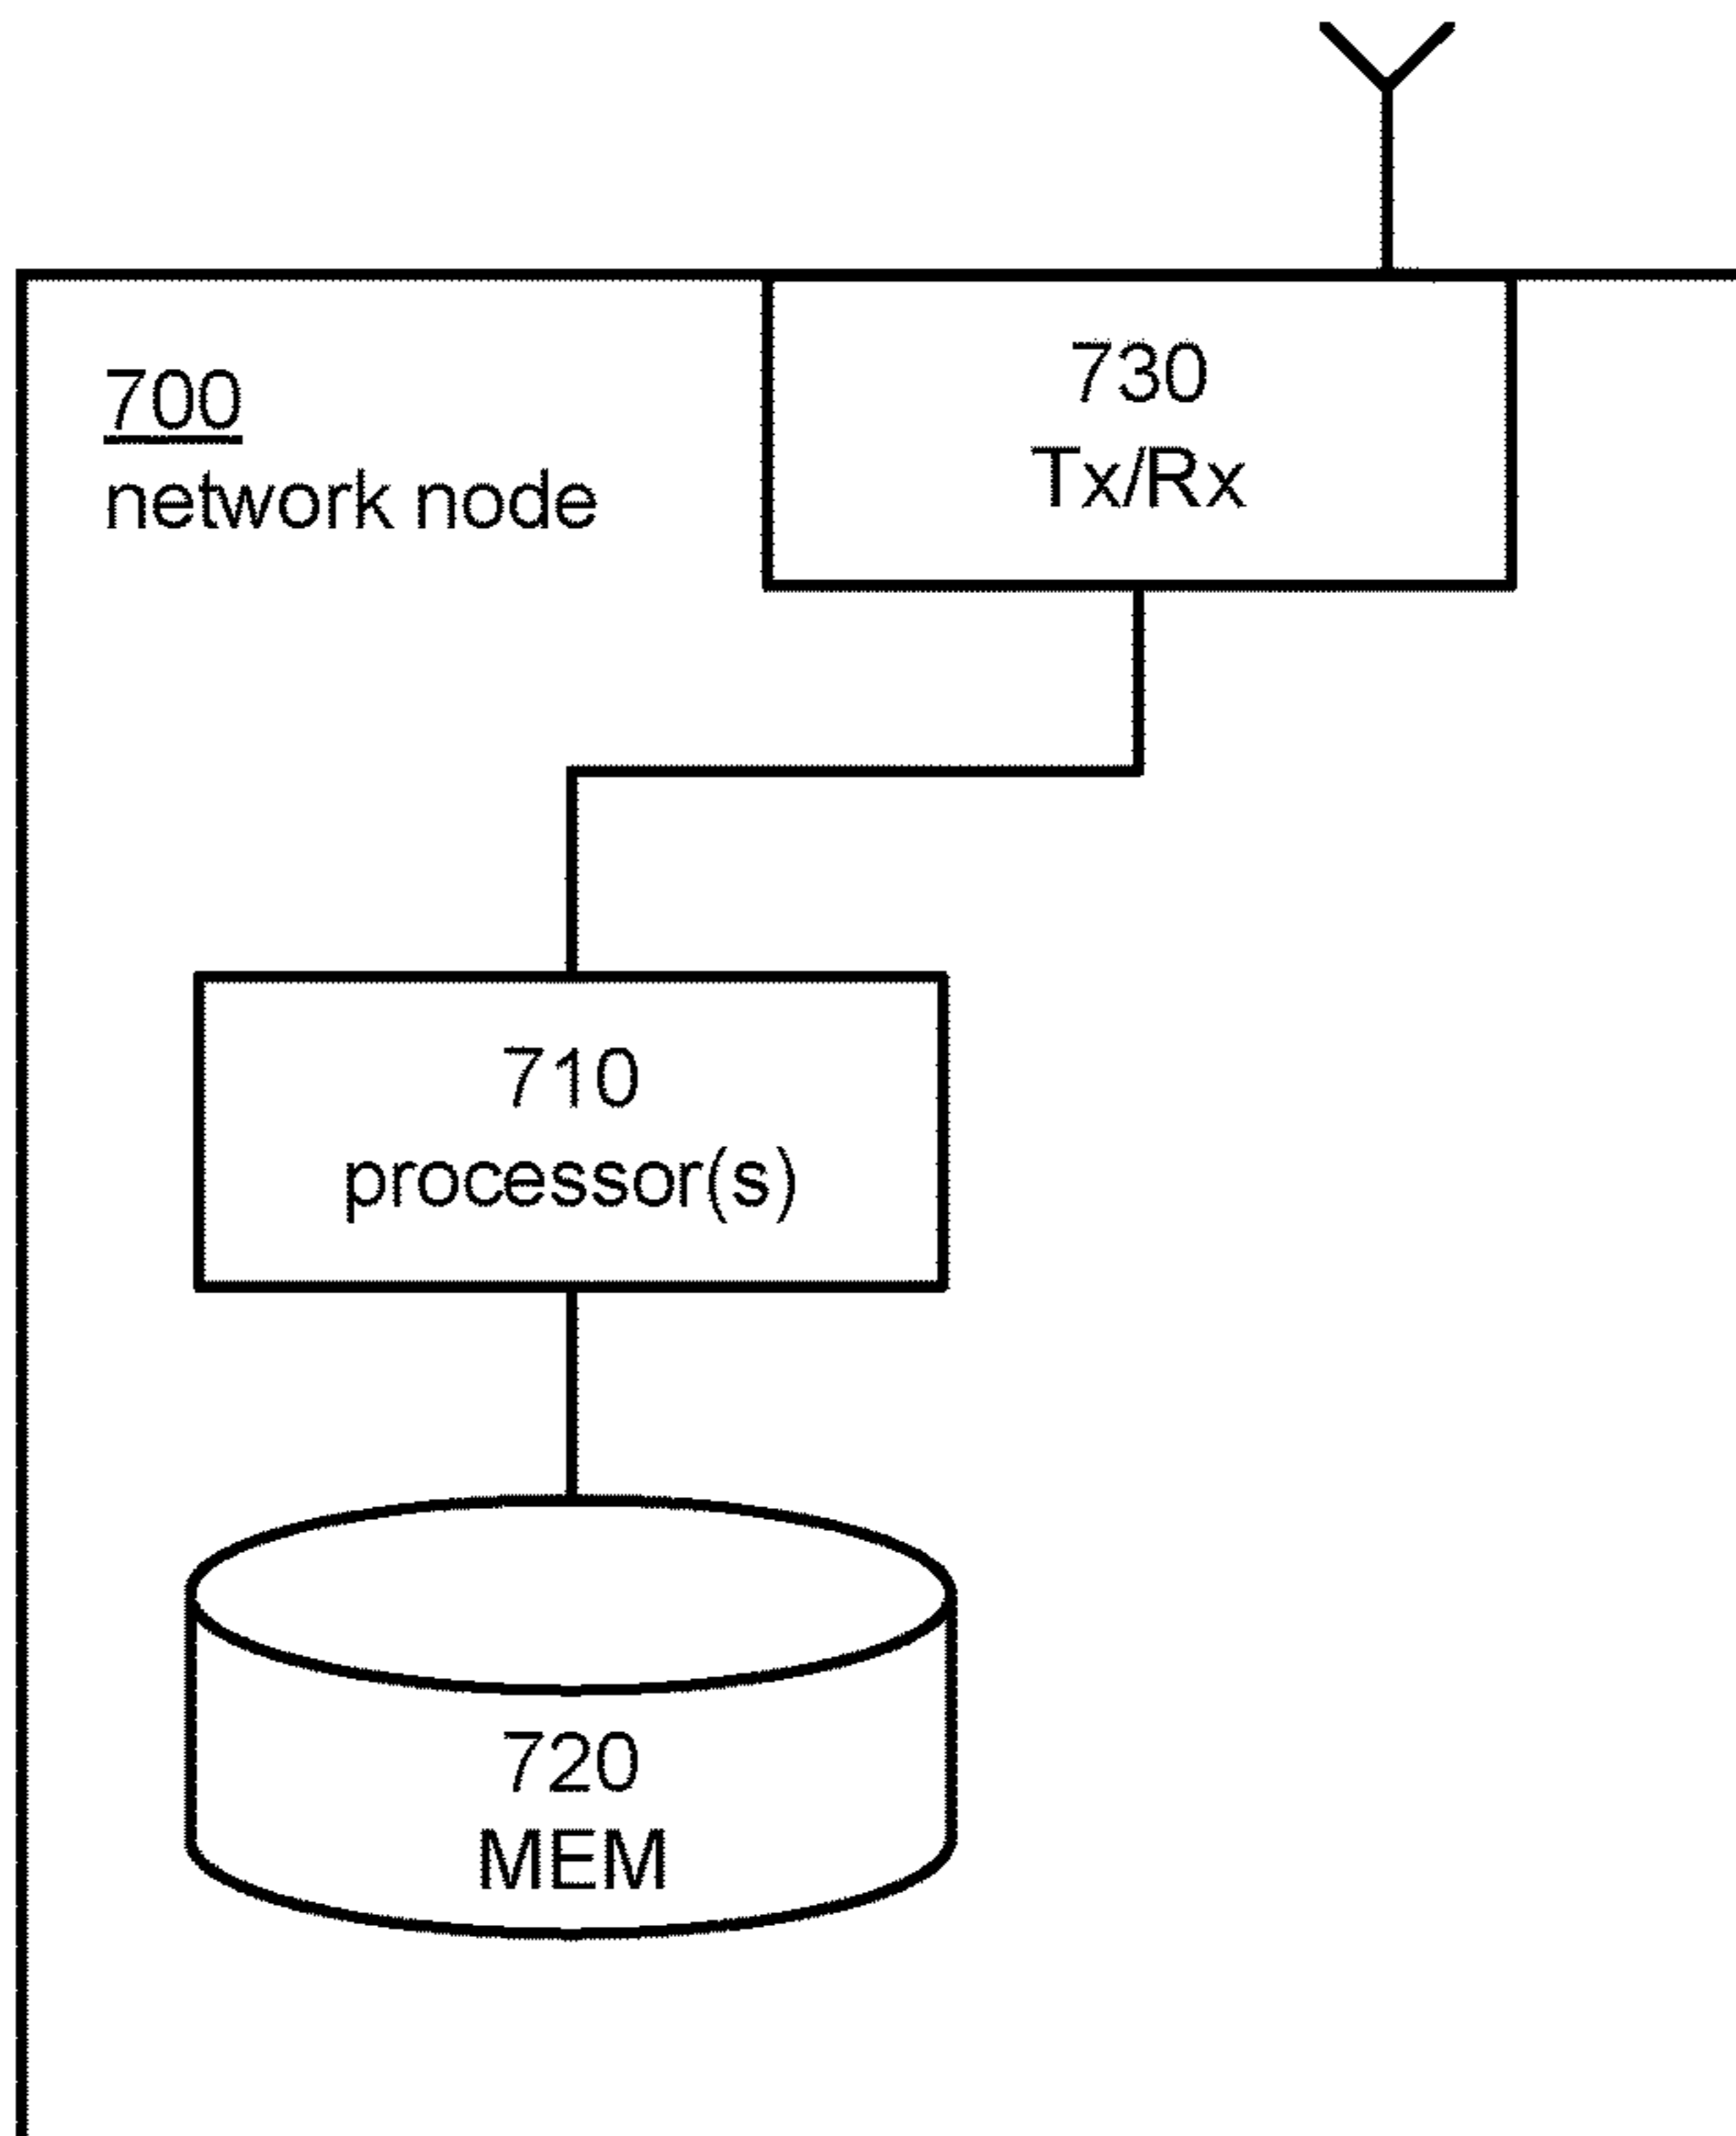 700
network node
730
Tx/Rx
710
processor(s)
720
MEM